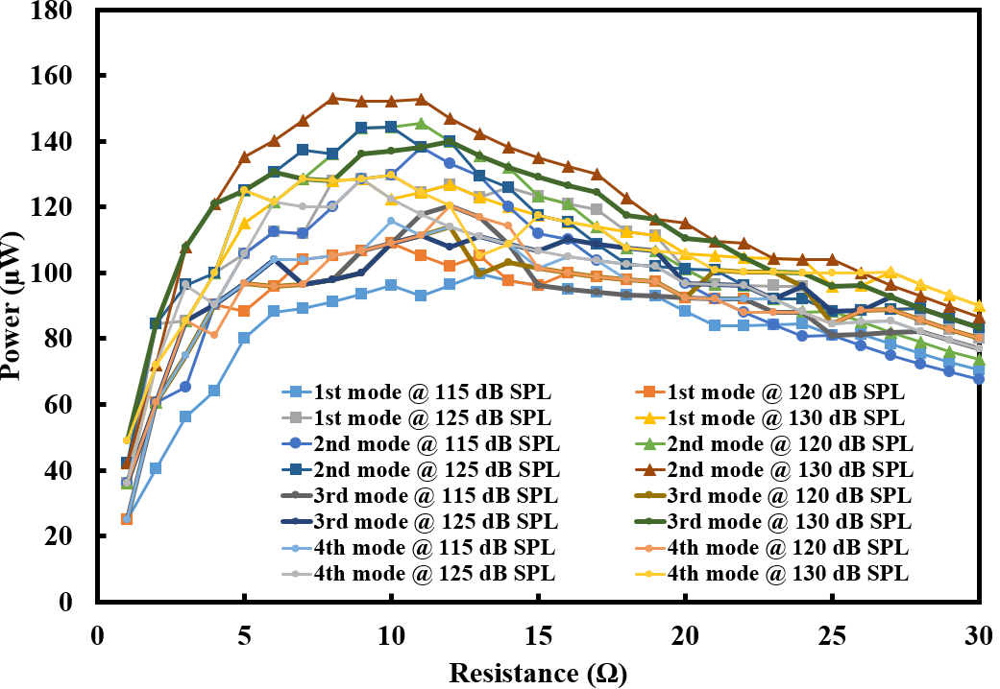 180
160
140
120
100
80
60
40
20
0
Power (µW)
1st mode @ 115 dB SPL
1st mode @ 120 dB SPL
1st mode @ 125 dB SPL
1st mode @ 130 dB SPL
2nd mode @ 115 dB SPL
2nd mode @ 120 dB SPL
2nd mode @ 125 dB SPL
2nd mode @ 130 dB SPL
3rd mode @ 115 dB SPL
3rd mode @ 120 dB SPL
3rd mode @ 125 dB SPL
3rd mode @ 130 dB SPL
4th mode @ 115 dB SPL
4th mode @ 120 dB SPL
4th mode @ 125 dB SPL
4th mode @ 130 dB SPL
0
5
10
15
20
25
30
Resistance (Ω)